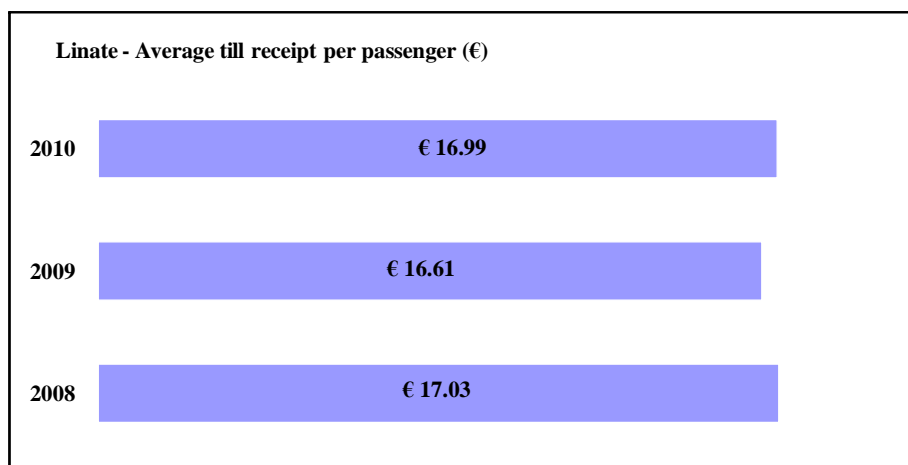 Linate - Average till receipt per passenger (€)
2010 € 16.99
2009 € 16.61
2008 € 17.03